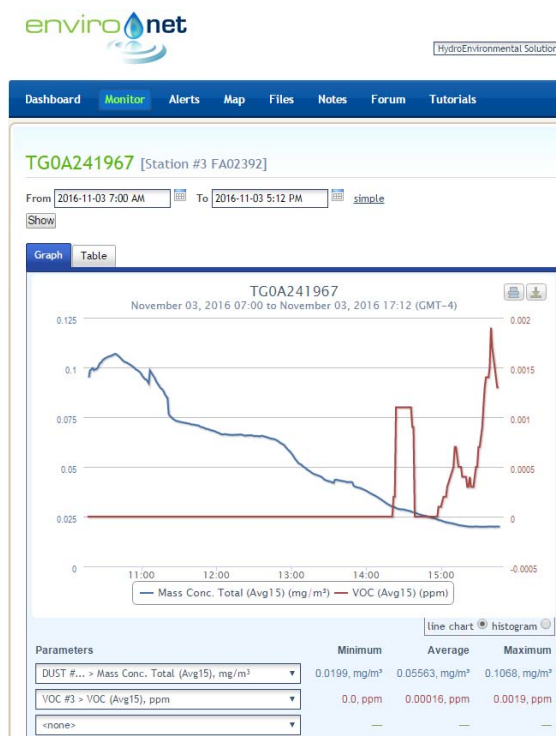 enviro net
HydroEnvironmental Solution
Dashboard Monitor Alerts Map Files Notes Forum Tutorials
TG0A241967 [Station #3 FA02392]
From 2016-11-03 7:00 AM To 2016-11-03 5:12 PM simple
Show
Graph Table
TG0A241967
November 03, 2016 07:00 to November 03, 2016 17:12 (GMT-4)
0.125 0.002
0.1 0.0015
0.075 0.001
0.05 0.0005
0.025 0
0 -0.0005
11:00 12:00 13:00 14:00 15:00
Mass Conc. Total (Avg15) (mg/m³) VOC (Avg15) (ppm)
line chart histogram
Parameters Minimum Average Maximum
DUST #... > Mass Conc. Total (Avg15), mg/m³ 0.0199, mg/m³ 0.05563, mg/m³ 0.1068, mg/m³
VOC #3 > VOC (Avg15), ppm 0.0, ppm 0.00016, ppm 0.0019, ppm
<none> — — —